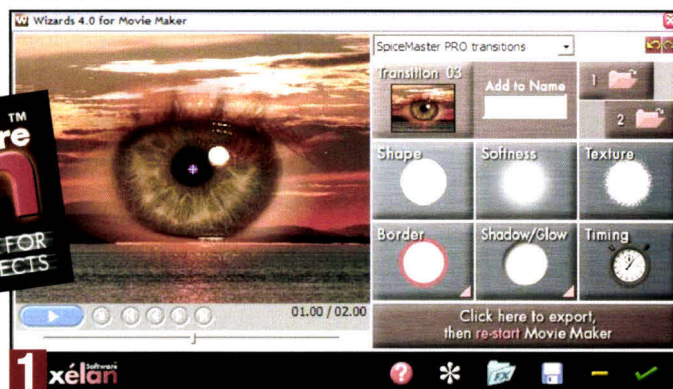 Wizards 4.0 for Movie Maker
SpiceMaster PRO transitions
Transition 03
Add to Name
1
2
TM
re
n
FOR
ECTS
Shape
Softness
Texture
Border
Shadow/Glow
Timing
01.00 / 02.00
Click here to export,
then re-start Movie Maker
1
xélan
Software
FX